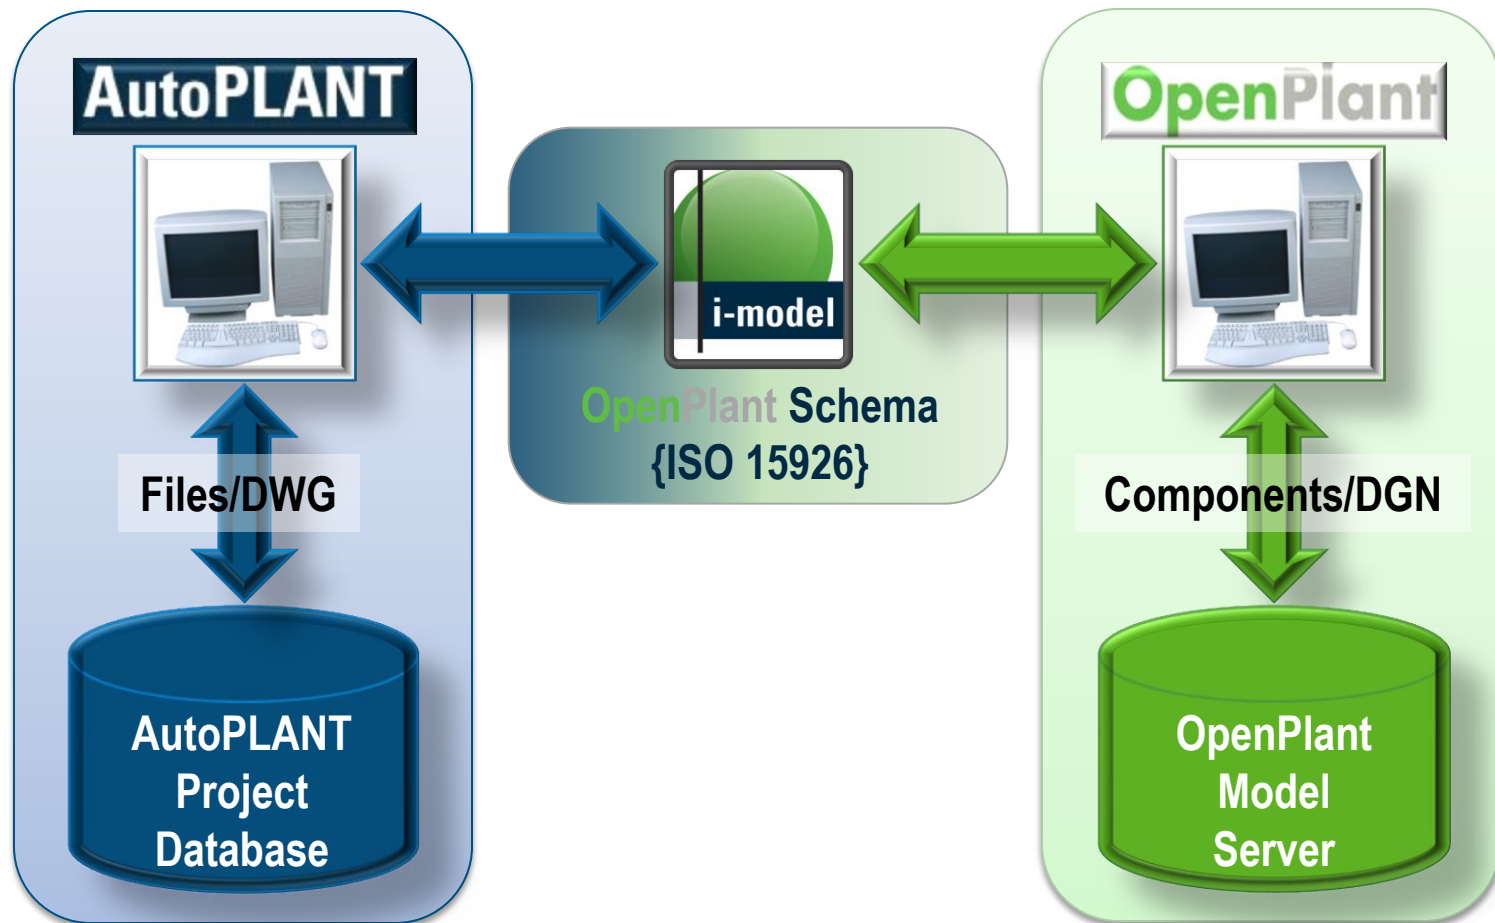 AutoPLANT
OpenPlant
i-model
OpenPlant Schema
{ISO 15926}
Files/DWG
Components/DGN
AutoPLANT
Project
Database
OpenPlant
Model
Server